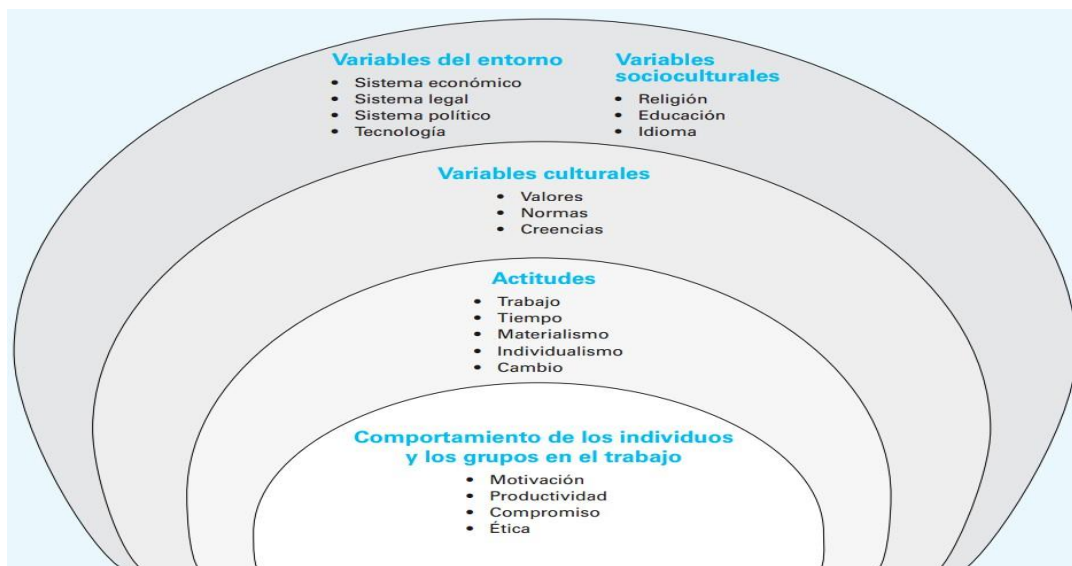 Variables del entorno
• Sistema económico
• Sistema legal
• Sistema político
• Tecnología
Variables
socioculturales
• Religión
• Educación
• Idioma
Variables culturales
• Valores
• Normas
• Creencias
Actitudes
• Trabajo
• Tiempo
• Materialismo
• Individualismo
• Cambio
Comportamiento de los individuos
y los grupos en el trabajo
• Motivación
• Productividad
• Compromiso
• Ética